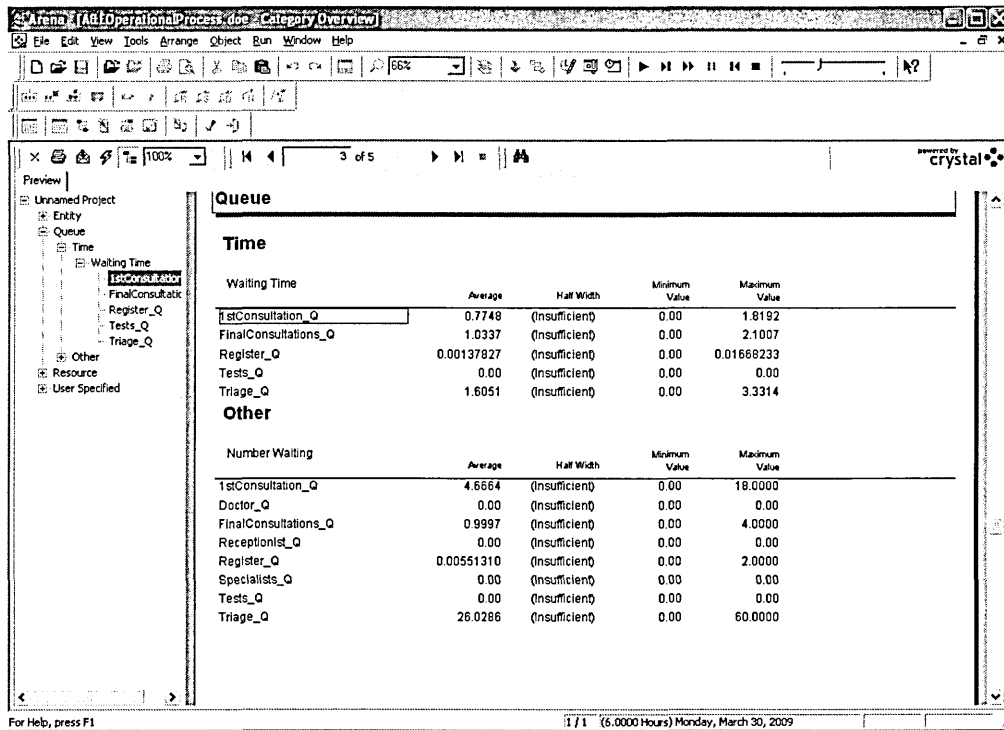 Arena - [A&EOperationalProcess.doe - Category Overview]
File Edit View Tools Arrange Object Run Window Help
66%
100% 3 of 5 powered by crystal
Preview
Unnamed Project
Entity
Queue
Time
Waiting Time
1stConsultation
FinalConsultatic
Register_Q
Tests_Q
Triage_Q
Other
Resource
User Specified
Queue
Time
Waiting Time Average Half Width Minimum Value Maximum Value
1stConsultation_Q 0.7748 (Insufficient) 0.00 1.8192
FinalConsultations_Q 1.0337 (Insufficient) 0.00 2.1007
Register_Q 0.00137827 (Insufficient) 0.00 0.01668233
Tests_Q 0.00 (Insufficient) 0.00 0.00
Triage_Q 1.6051 (Insufficient) 0.00 3.3314
Other
Number Waiting Average Half Width Minimum Value Maximum Value
1stConsultation_Q 4.6664 (Insufficient) 0.00 18.0000
Doctor_Q 0.00 (Insufficient) 0.00 0.00
FinalConsultations_Q 0.9997 (Insufficient) 0.00 4.0000
Receptionist_Q 0.00 (Insufficient) 0.00 0.00
Register_Q 0.00551310 (Insufficient) 0.00 2.0000
Specialists_Q 0.00 (Insufficient) 0.00 0.00
Tests_Q 0.00 (Insufficient) 0.00 0.00
Triage_Q 26.0286 (Insufficient) 0.00 60.0000
For Help, press F1 1/1 (6.0000 Hours) Monday, March 30, 2009